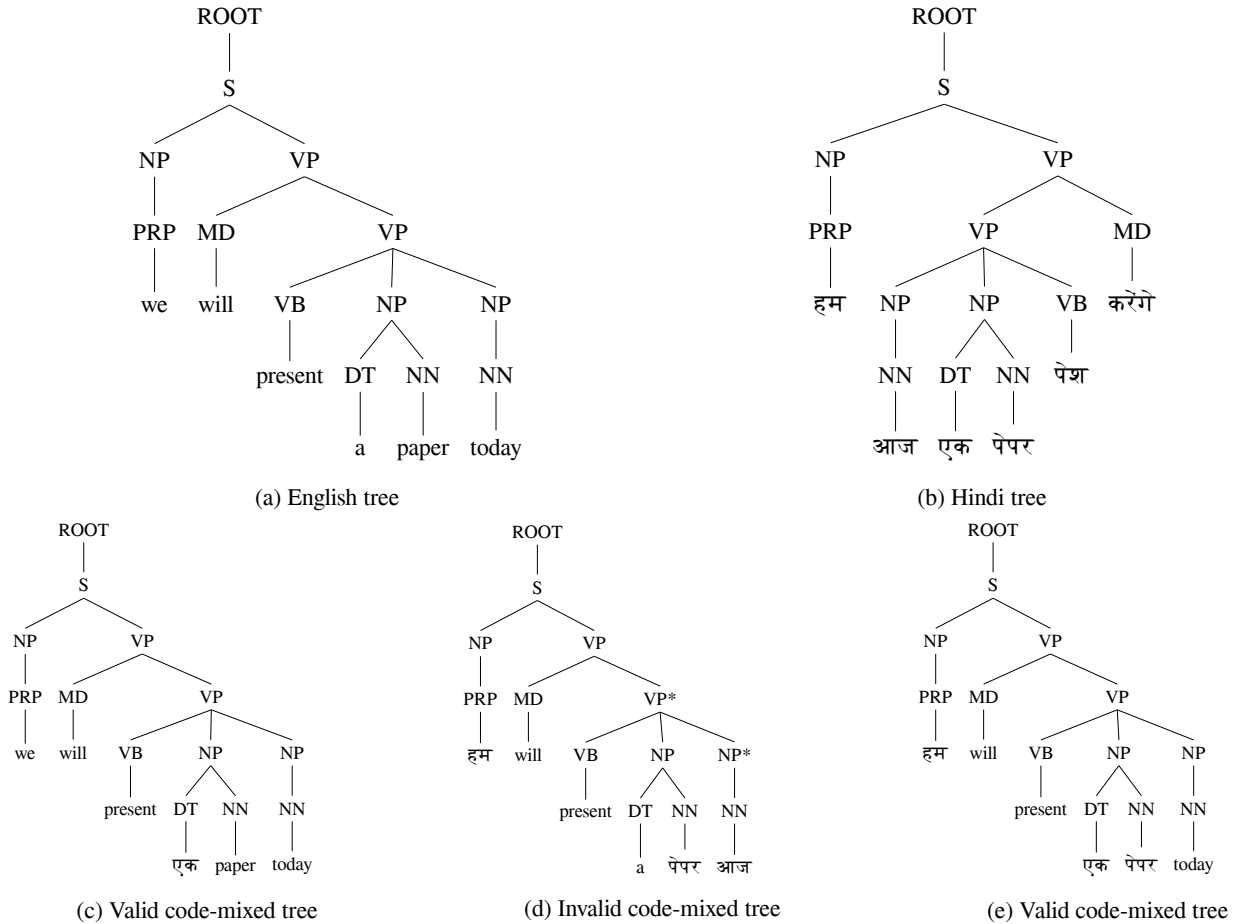 ROOT
S
NP VP
PRP MD VP
we will VB NP NP
present DT NN NN
a paper today
(a) English tree
ROOT
S
NP VP
PRP VP MD
हम NP NP VB करेंगे
NN DT NN पेश
आज एक पेपर
(b) Hindi tree
ROOT
S
NP VP
PRP MD VP
we will VB NP NP
present DT NN NN
एक paper today
(c) Valid code-mixed tree
ROOT
S
NP VP
PRP MD VP*
हम will VB NP NP*
present DT NN NN
a पेपर आज
(d) Invalid code-mixed tree
ROOT
S
NP VP
PRP MD VP
हम will VB NP NP
present DT NN NN
एक पेपर today
(e) Valid code-mixed tree